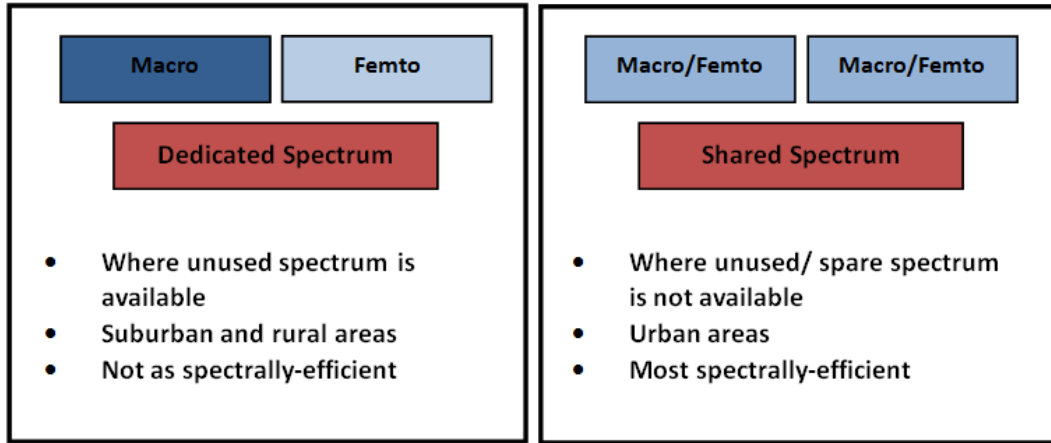 Macro
Femto
Dedicated Spectrum
• Where unused spectrum is
available
• Suburban and rural areas
• Not as spectrally-efficient
Macro/Femto
Macro/Femto
Shared Spectrum
• Where unused/ spare spectrum
is not available
• Urban areas
• Most spectrally-efficient